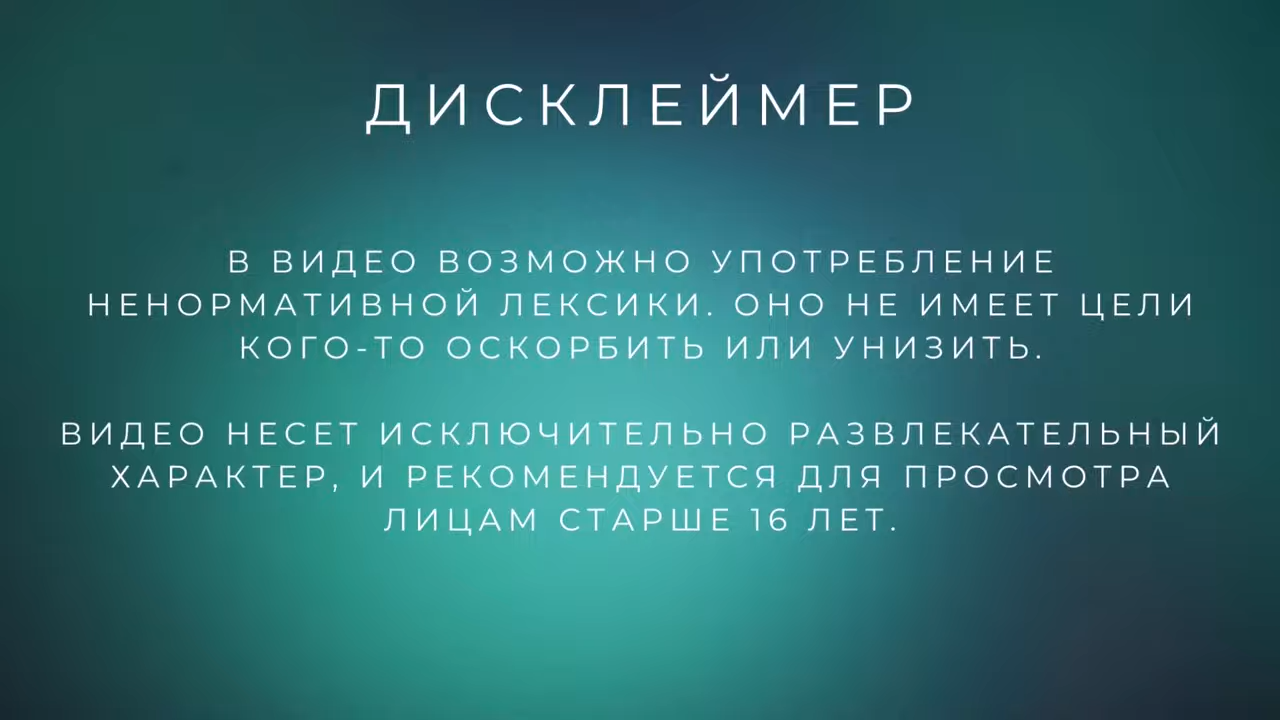 ДИСКЛЕЙМЕР
В ВИДЕО ВОЗМОЖНО УПОТРЕБЛЕНИЕ
НЕНОРМАТИВНОЙ ЛЕКСИКИ. ОНО НЕ ИМЕЕТ ЦЕЛИ
КОГО-ТО ОСКОРБИТЬ ИЛИ УНИЗИТЬ.
ВИДЕО НЕСЕТ ИСКЛЮЧИТЕЛЬНО РАЗВЛЕКАТЕЛЬНЫЙ
ХАРАКТЕР, И РЕКОМЕНДУЕТСЯ ДЛЯ ПРОСМОТРА
ЛИЦАМ СТАРШЕ 16 ЛЕТ.